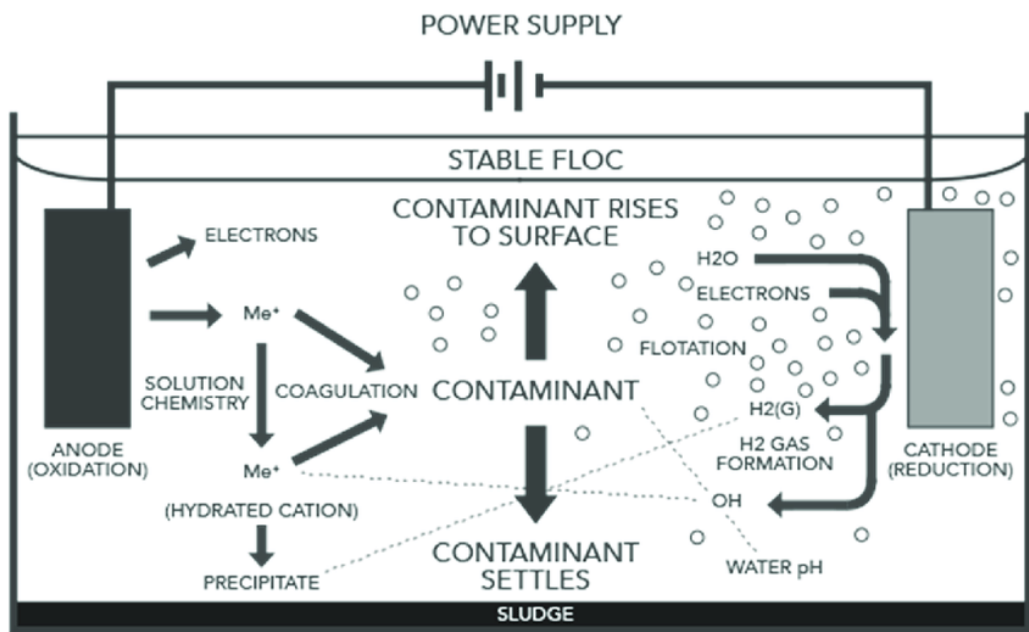 POWER SUPPLY
STABLE FLOC
CONTAMINANT RISES
TO SURFACE
ELECTRONS
Me⁺
SOLUTION
CHEMISTRY
COAGULATION
CONTAMINANT
ANODE
(OXIDATION)
Me⁺
(HYDRATED CATION)
PRECIPITATE
CONTAMINANT
SETTLES
H2O
ELECTRONS
FLOTATION
H2(G)
H2 GAS
FORMATION
OH
WATER pH
CATHODE
(REDUCTION)
SLUDGE